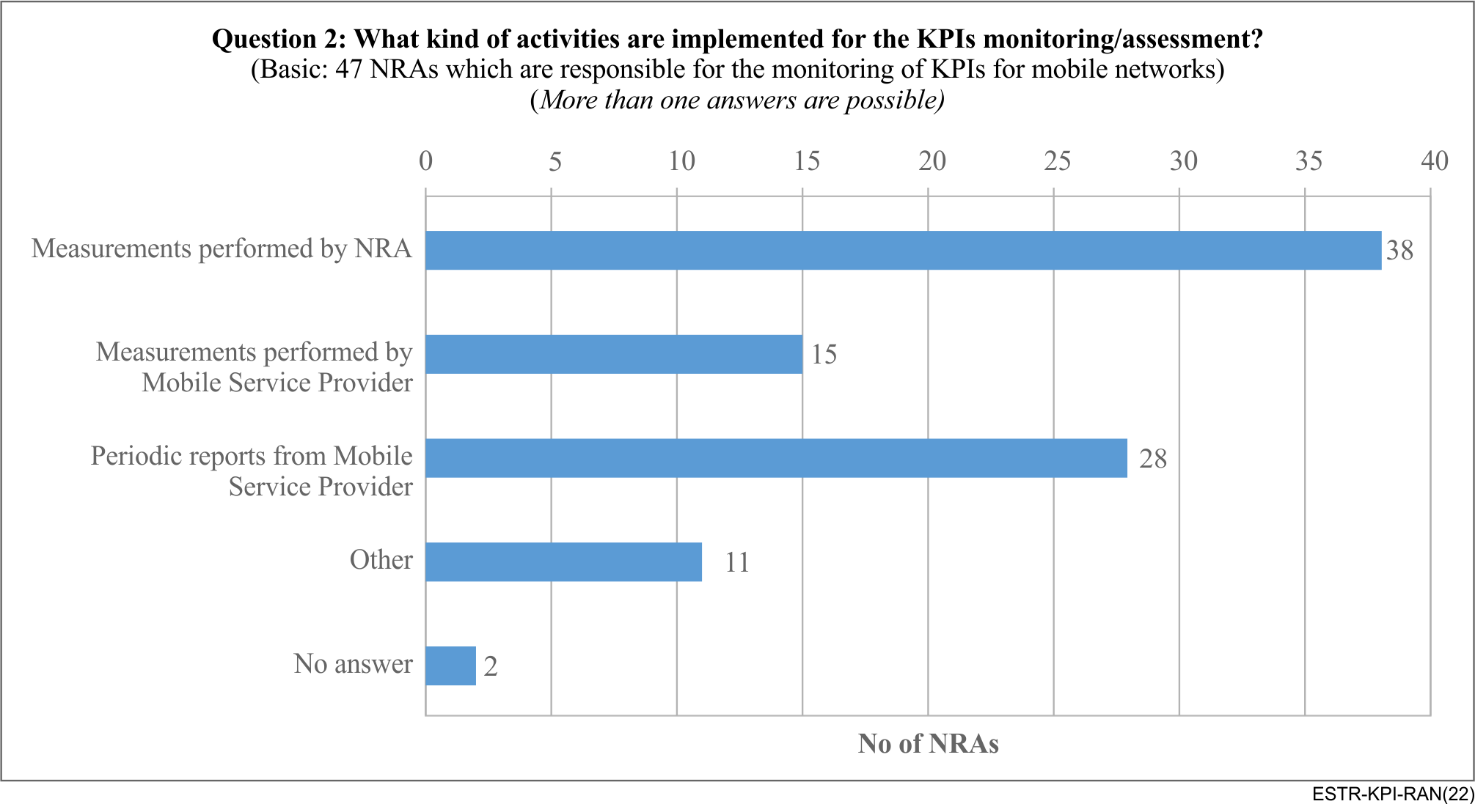 Question 2: What kind of activities are implemented for the KPIs monitoring/assessment?
(Basic: 47 NRAs which are responsible for the monitoring of KPIs for mobile networks)
(More than one answers are possible)
0 5 10 15 20 25 30 35 40
Measurements performed by NRA 38
Measurements performed by
Mobile Service Provider
15
Periodic reports from Mobile
Service Provider
28
Other 11
No answer 2
No of NRAs
ESTR-KPI-RAN(22)